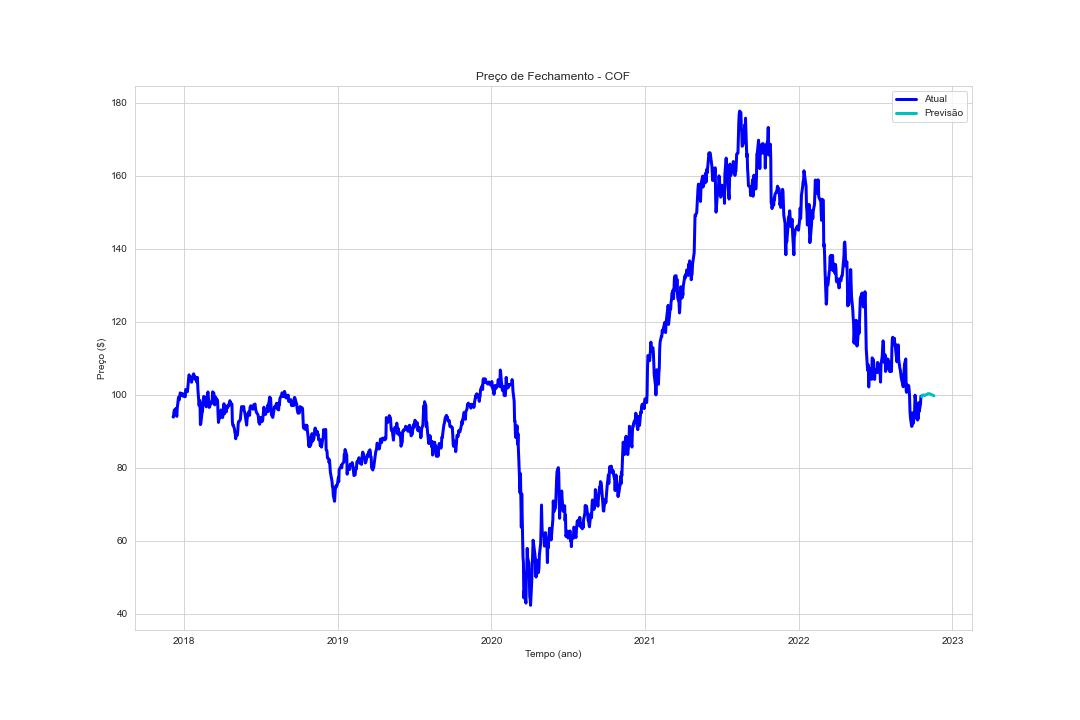 Preço de Fechamento - COF
Atual
Previsão
180
160
140
120
100
80
60
40
Preço ($)
2018 2019 2020 2021 2022 2023
Tempo (ano)